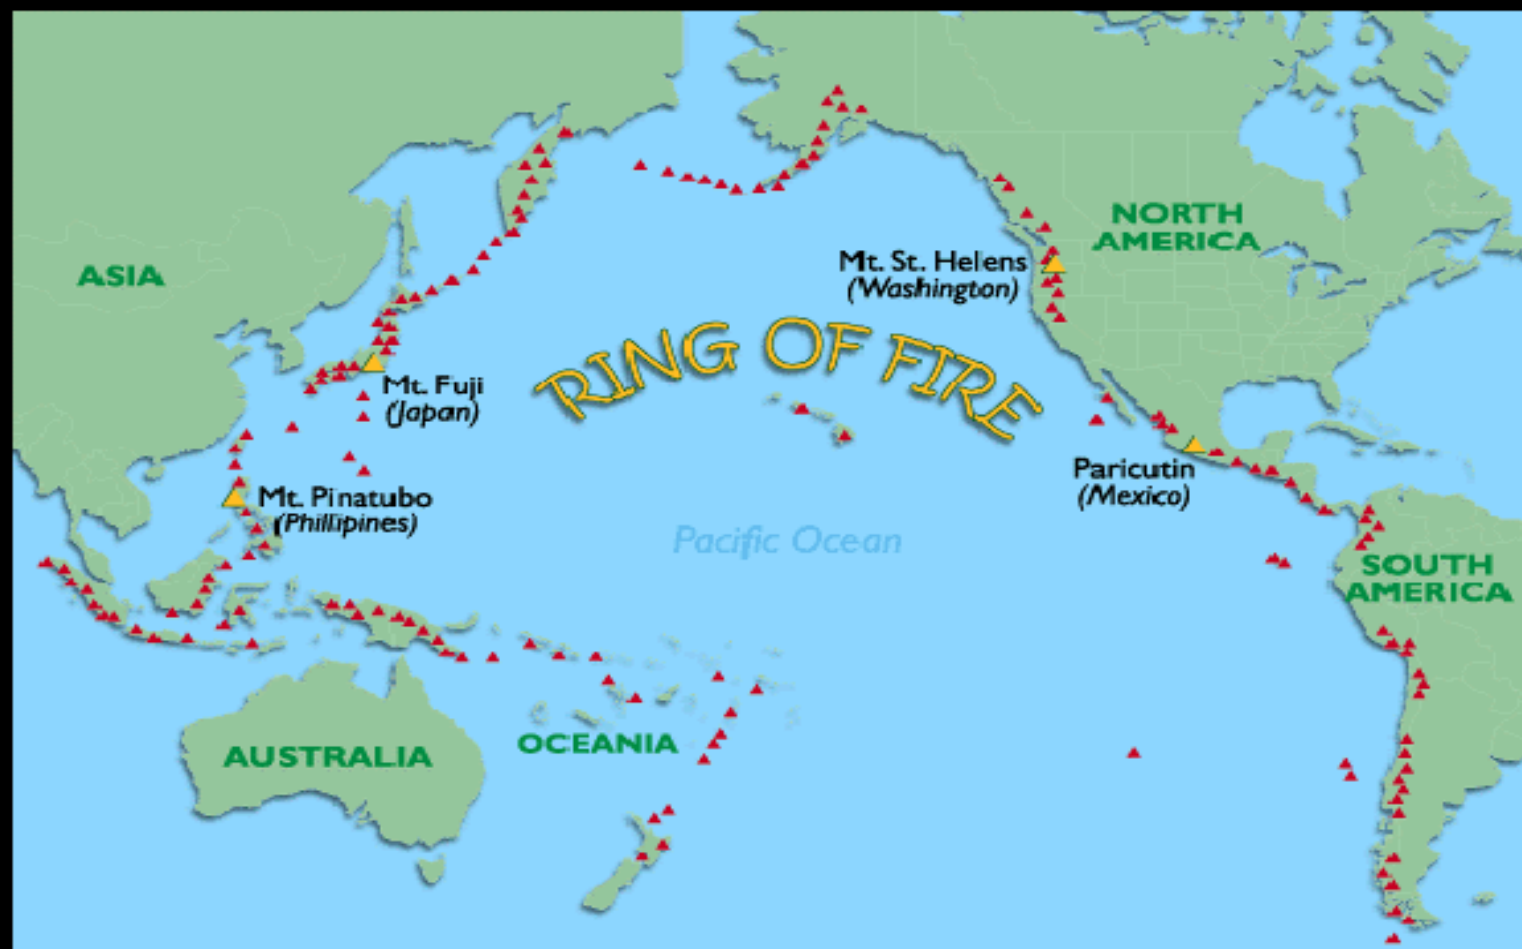 ASIA
NORTH
AMERICA
Mt. St. Helens
(Washington)
RING OF FIRE
Mt. Fuji
(Japan)
Paricutin
(Mexico)
Mt. Pinatubo
(Phillipines)
Pacific Ocean
SOUTH
AMERICA
AUSTRALIA
OCEANIA